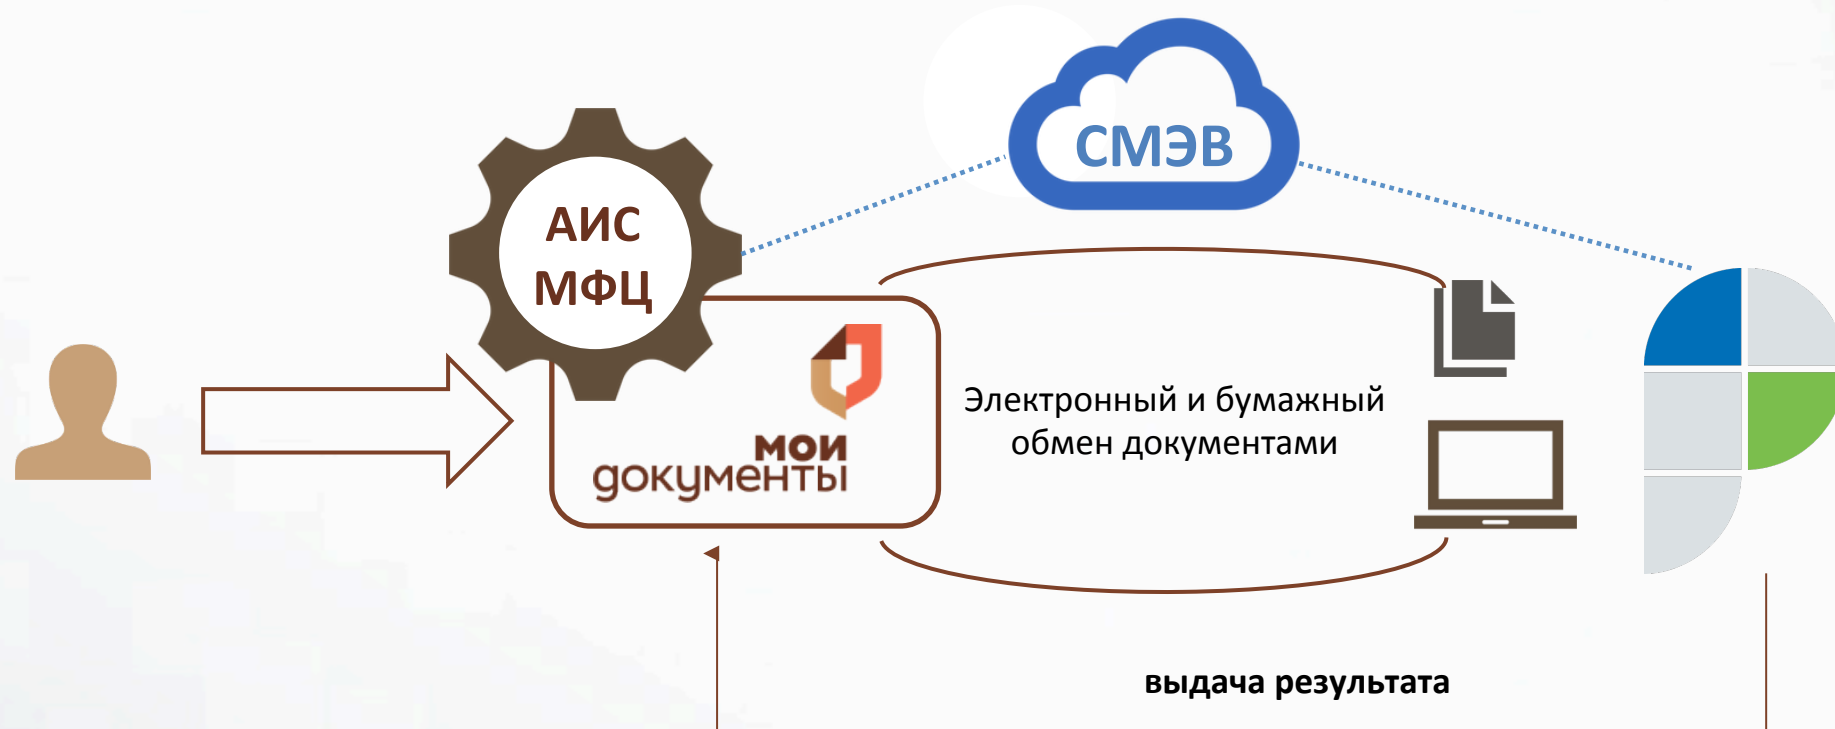 СМЭВ
АИС
МФЦ
мои
документы
Электронный и бумажный
обмен документами
выдача результата